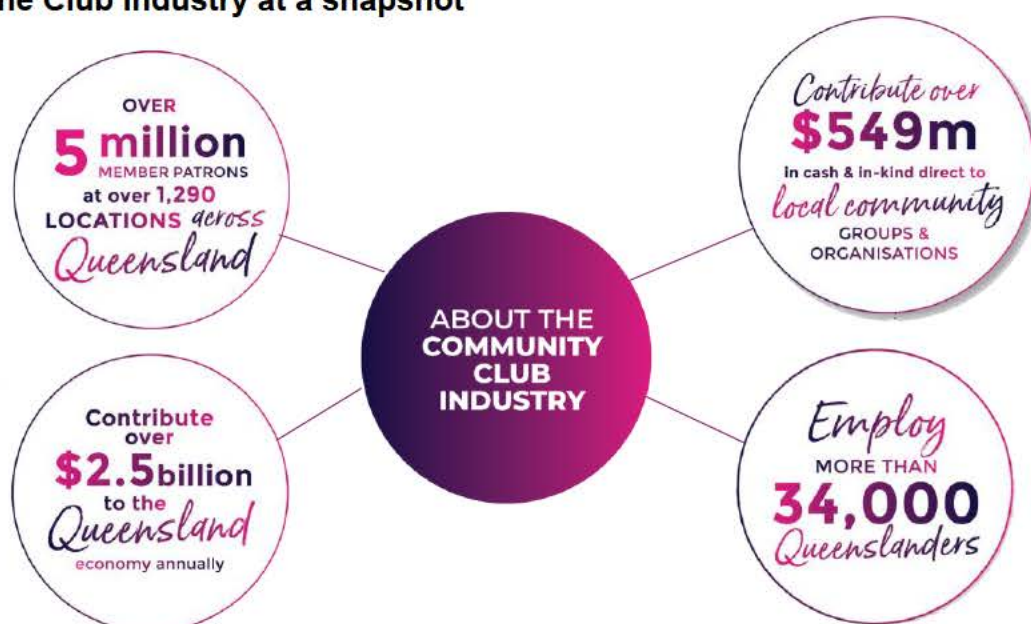 he Club Industry at a snapshot
OVER
5 million
MEMBER PATRONS
at over 1,290
LOCATIONS across
Queensland
Contribute over
$549m
in cash & in-kind direct to
local community
GROUPS &
ORGANISATIONS
ABOUT THE
COMMUNITY
CLUB
INDUSTRY
Contribute
over
$2.5billion
to the
Queensland
economy annually
Employ
MORE THAN
34,000
Queenslanders